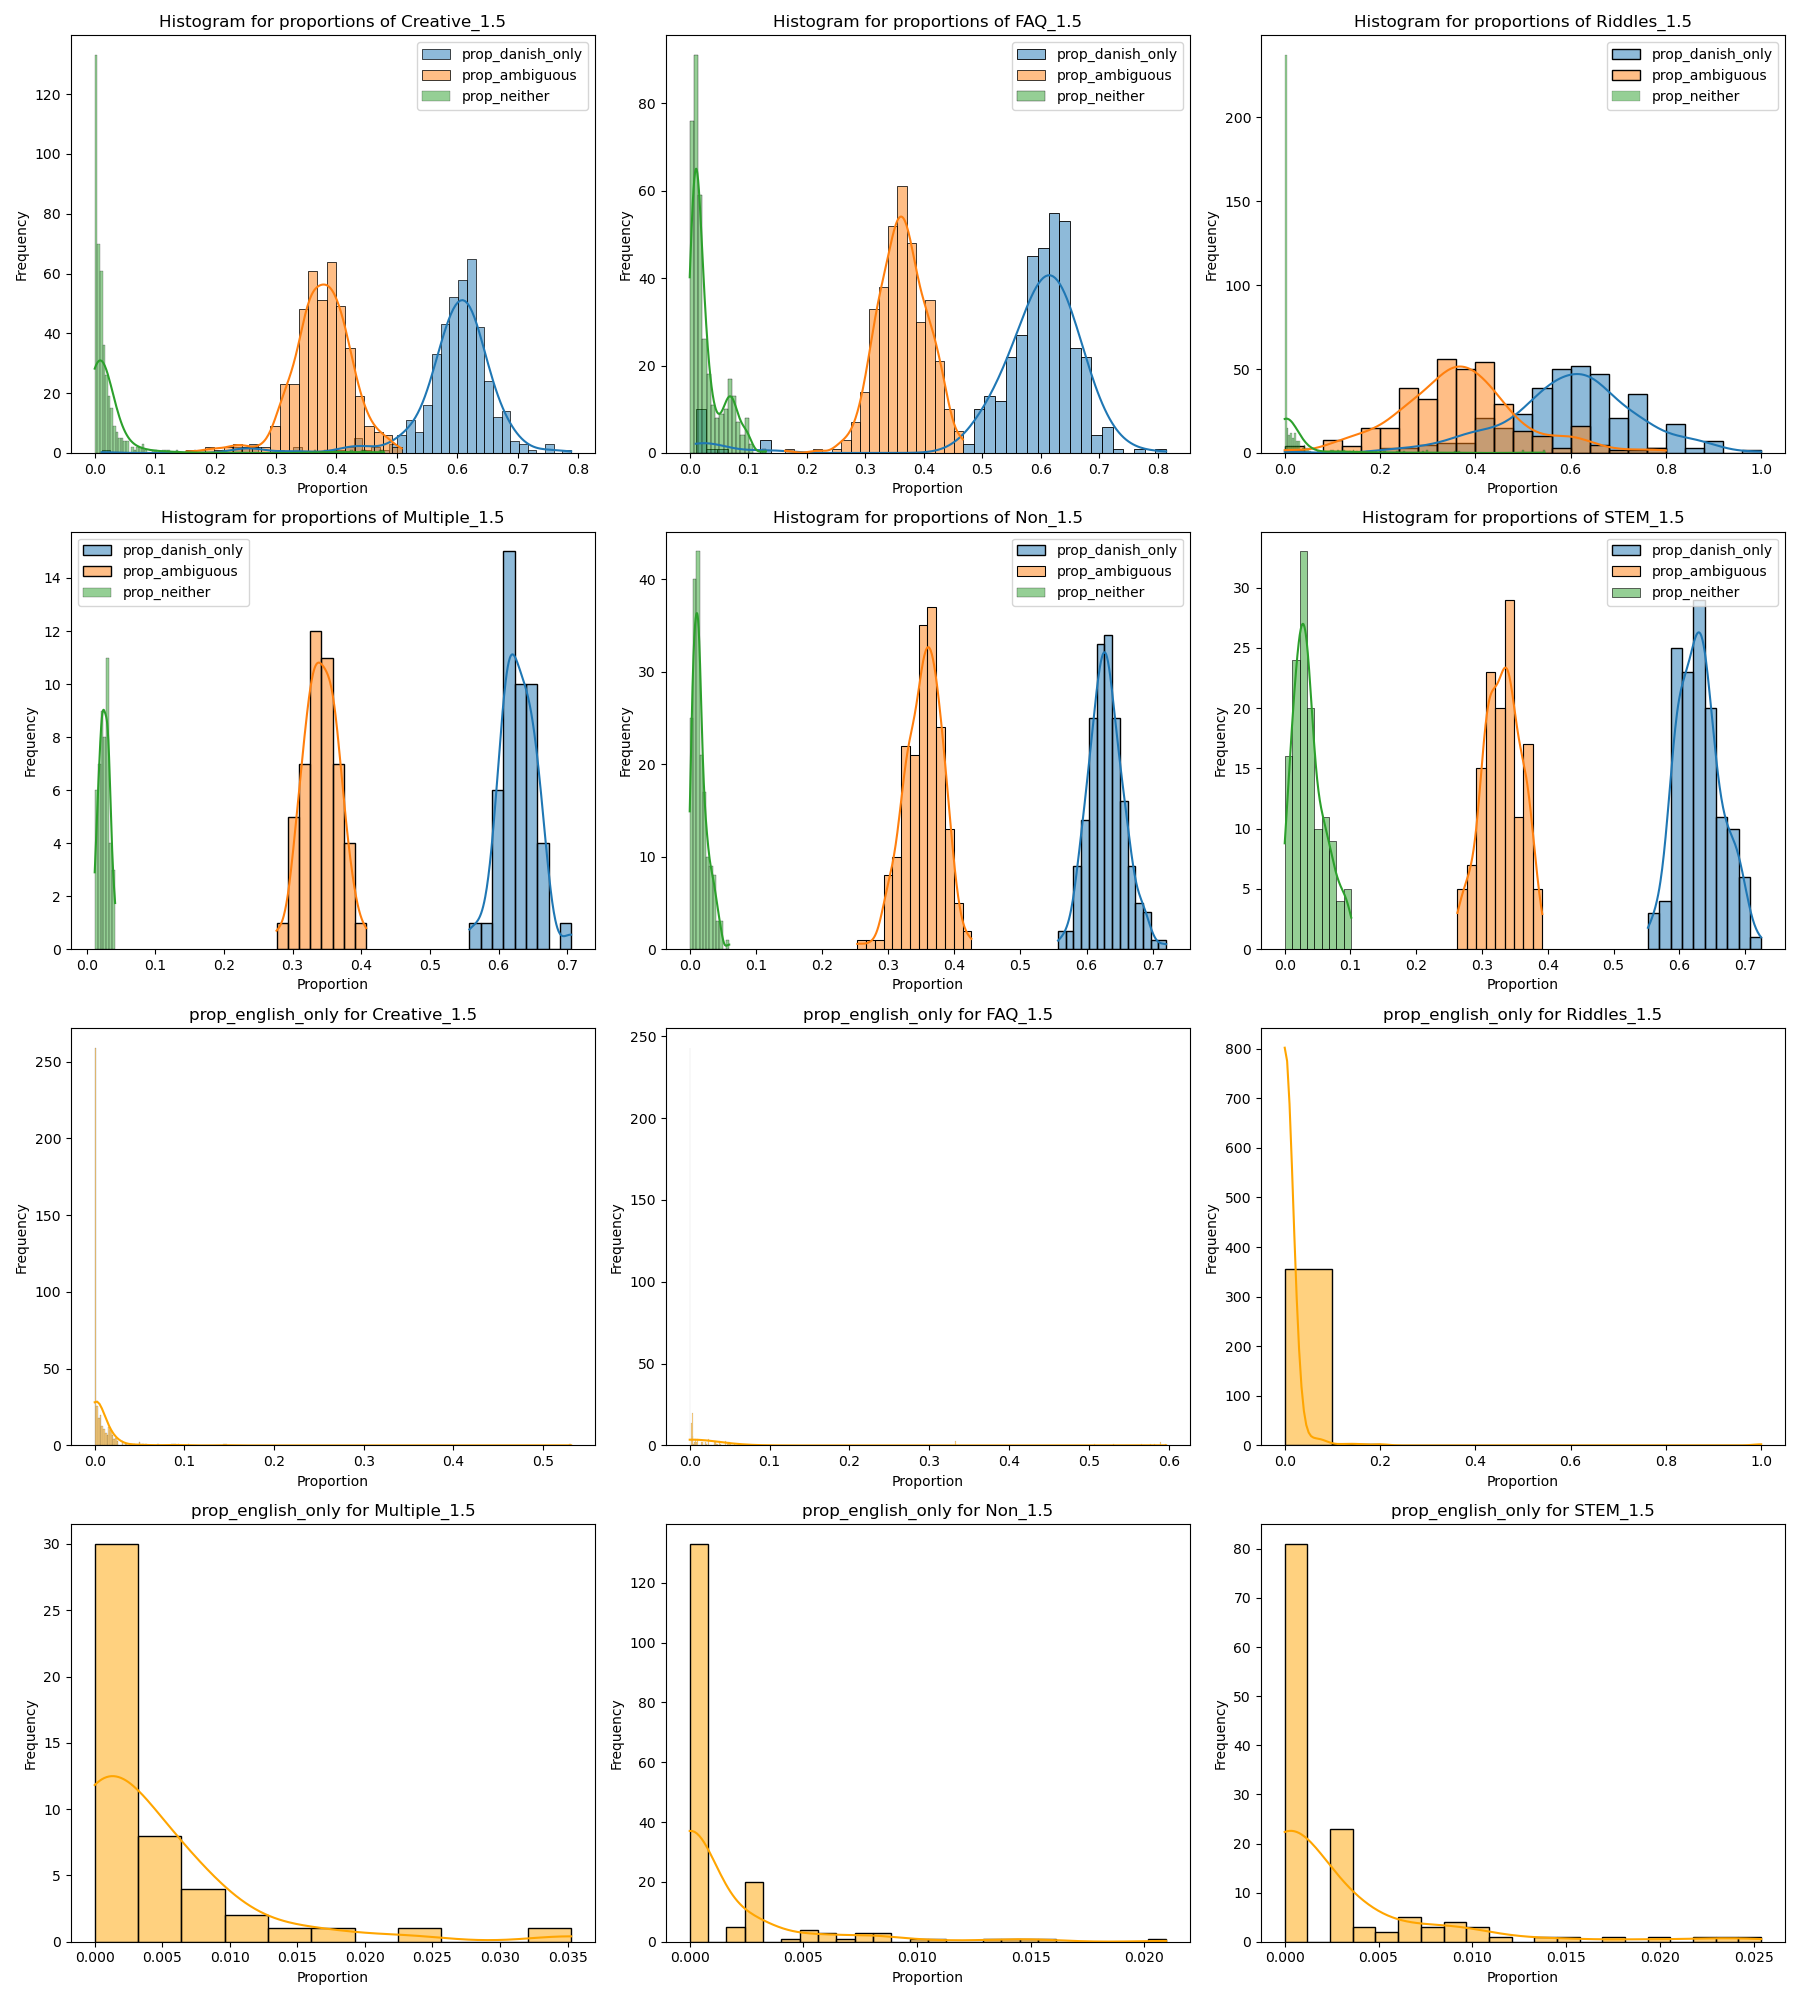 Histogram for proportions of Creative_1.5
Frequency
120
100
80
60
40
20
0
prop_danish_only
prop_ambiguous
prop_neither
0.0 0.1 0.2 0.3 0.4 0.5 0.6 0.7 0.8
Proportion
Histogram for proportions of FAQ_1.5
Frequency
80
60
40
20
0
prop_danish_only
prop_ambiguous
prop_neither
0.0 0.1 0.2 0.3 0.4 0.5 0.6 0.7 0.8
Proportion
Histogram for proportions of Riddles_1.5
Frequency
200
150
100
50
0
prop_danish_only
prop_ambiguous
prop_neither
0.0 0.2 0.4 0.6 0.8 1.0
Proportion
Histogram for proportions of Multiple_1.5
Frequency
14
12
10
8
6
4
2
0
prop_danish_only
prop_ambiguous
prop_neither
0.0 0.1 0.2 0.3 0.4 0.5 0.6 0.7
Proportion
Histogram for proportions of Non_1.5
Frequency
40
30
20
10
0
prop_danish_only
prop_ambiguous
prop_neither
0.0 0.1 0.2 0.3 0.4 0.5 0.6 0.7
Proportion
Histogram for proportions of STEM_1.5
Frequency
30
25
20
15
10
5
0
prop_danish_only
prop_ambiguous
prop_neither
0.0 0.1 0.2 0.3 0.4 0.5 0.6 0.7
Proportion
prop_english_only for Creative_1.5
Frequency
250
200
150
100
50
0
0.0 0.1 0.2 0.3 0.4 0.5
Proportion
prop_english_only for FAQ_1.5
Frequency
250
200
150
100
50
0
0.0 0.1 0.2 0.3 0.4 0.5 0.6
Proportion
prop_english_only for Riddles_1.5
Frequency
800
700
600
500
400
300
200
100
0
0.0 0.2 0.4 0.6 0.8 1.0
Proportion
prop_english_only for Multiple_1.5
Frequency
30
25
20
15
10
5
0
0.000 0.005 0.010 0.015 0.020 0.025 0.030 0.035
Proportion
prop_english_only for Non_1.5
Frequency
120
100
80
60
40
20
0
0.000 0.005 0.010 0.015 0.020
Proportion
prop_english_only for STEM_1.5
Frequency
80
70
60
50
40
30
20
10
0
0.000 0.005 0.010 0.015 0.020 0.025
Proportion